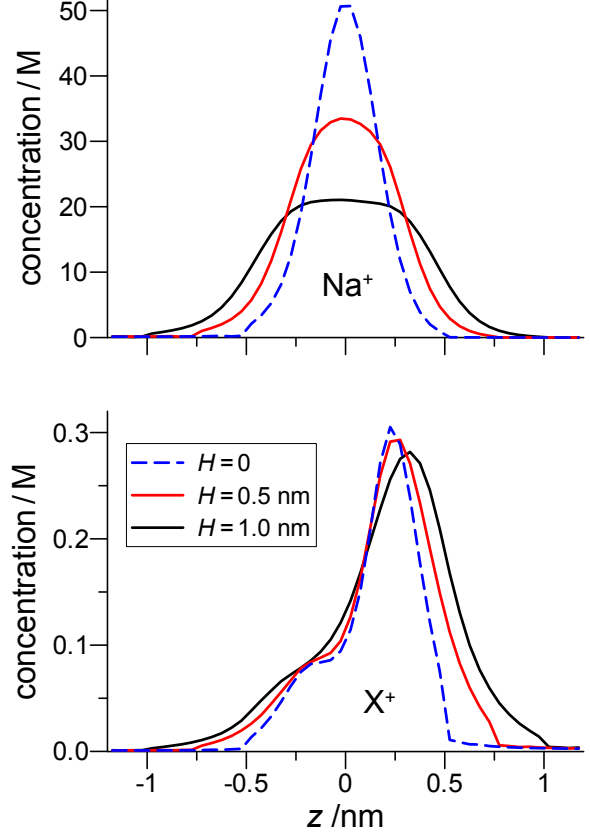 50
40
30
20
10
0
concentration / M
Na⁺
0.3
0.2
0.1
0.0
concentration / M
H = 0
H = 0.5 nm
H = 1.0 nm
X⁺
-1
-0.5
0
0.5
1
z /nm